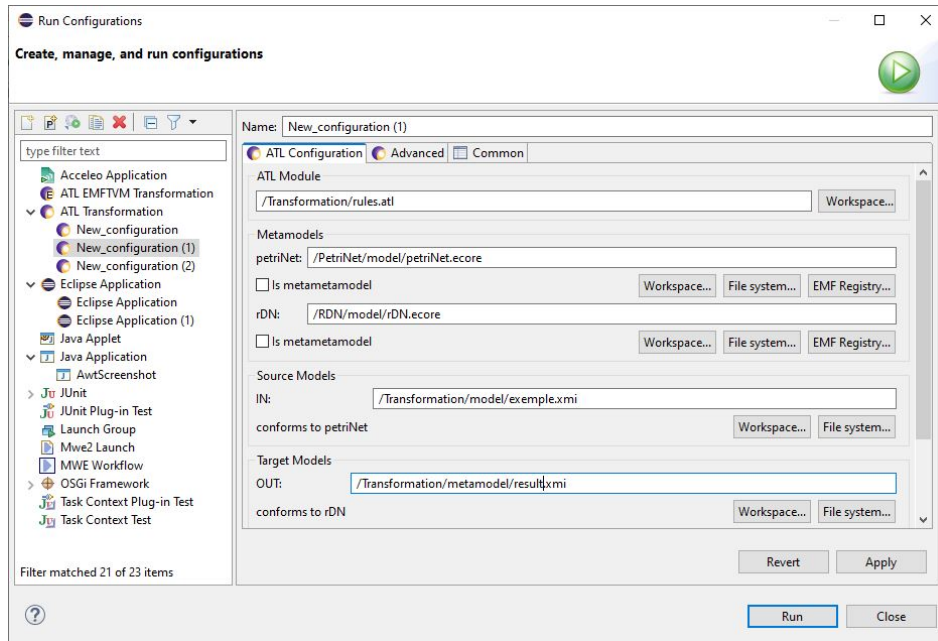 Run Configurations
Create, manage, and run configurations
type filter text
Acceleo Application
ATL EMFTVM Transformation
ATL Transformation
New_configuration
New_configuration (1)
New_configuration (2)
Eclipse Application
Eclipse Application
Eclipse Application (1)
Java Applet
Java Application
AwtScreenshot
JUnit
JUnit Plug-in Test
Launch Group
Mwe2 Launch
MWE Workflow
OSGi Framework
Task Context Plug-in Test
Task Context Test
Filter matched 21 of 23 items
Name: New_configuration (1)
ATL Configuration Advanced Common
ATL Module
/Transformation/rules.atl Workspace...
Metamodels
petriNet: /PetriNet/model/petriNet.ecore
Is metametamodel Workspace... File system... EMF Registry...
rDN: /RDN/model/rDN.ecore
Is metametamodel Workspace... File system... EMF Registry...
Source Models
IN: /Transformation/model/exemple.xmi
conforms to petriNet Workspace... File system...
Target Models
OUT: /Transformation/metamodel/result.xmi
conforms to rDN Workspace... File system...
Revert Apply
Run Close